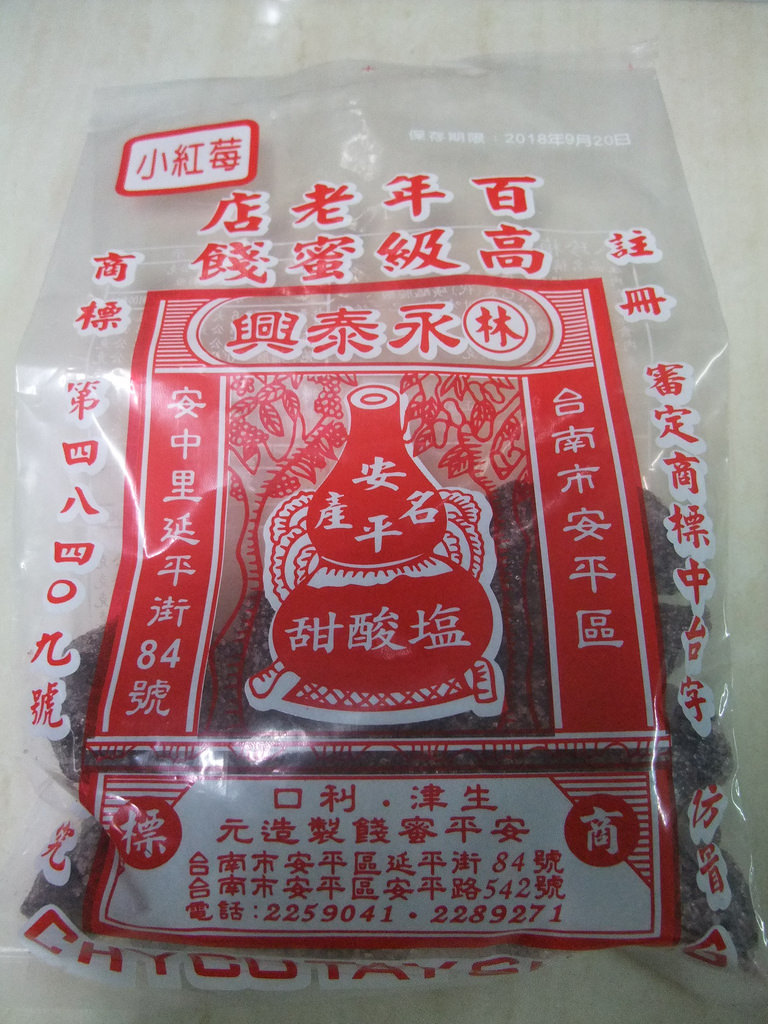 小紅莓
保存期限：2018年9月20日
百年老店
高級蜜餞
註冊
商標
林永泰興
審定商標中台字
第四八四〇九號
台南市安平區
安中里延平街84號
安平
名產
塩酸甜
商標
生津．利口
安平蜜餞製造元
台南市安平區延平街84號
台南市安平區安平路542號
電話:2259041．2289271
仿冒